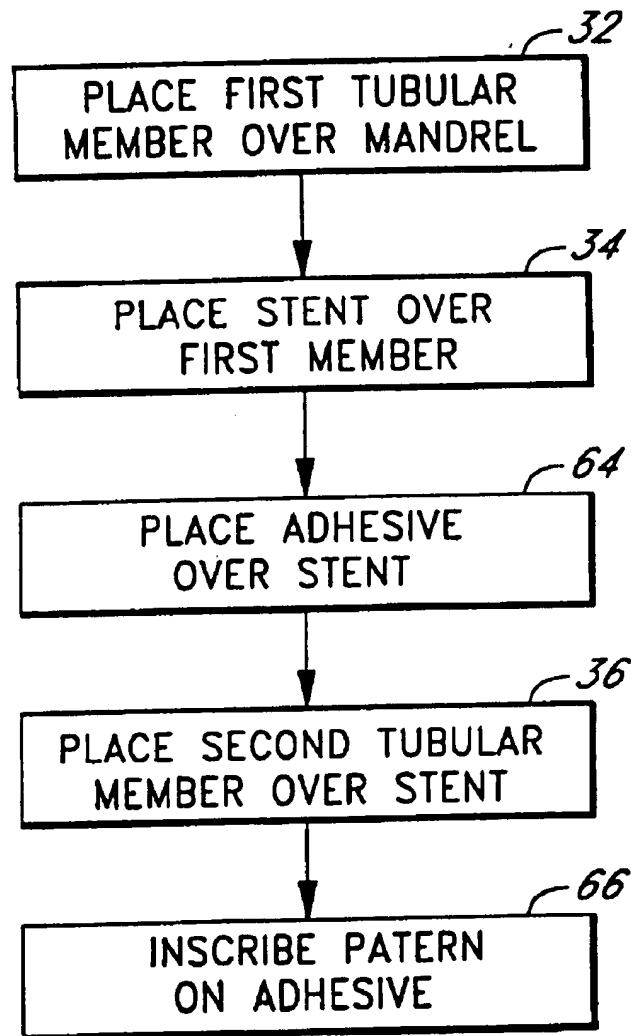 32
PLACE FIRST TUBULAR
MEMBER OVER MANDREL
34
PLACE STENT OVER
FIRST MEMBER
64
PLACE ADHESIVE
OVER STENT
36
PLACE SECOND TUBULAR
MEMBER OVER STENT
66
INSCRIBE PATERN
ON ADHESIVE